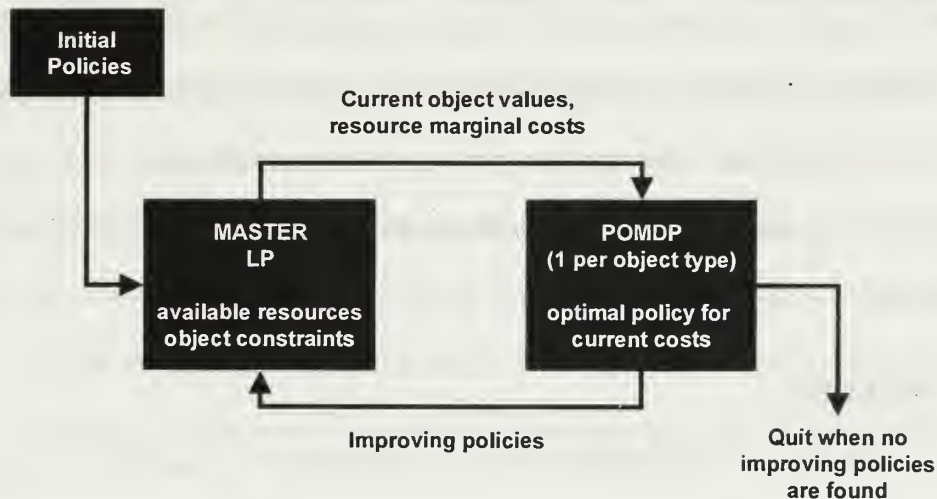 Initial
Policies
Current object values,
resource marginal costs
MASTER
LP
available resources
object constraints
POMDP
(1 per object type)
optimal policy for
current costs
Improving policies
Quit when no
improving policies
are found